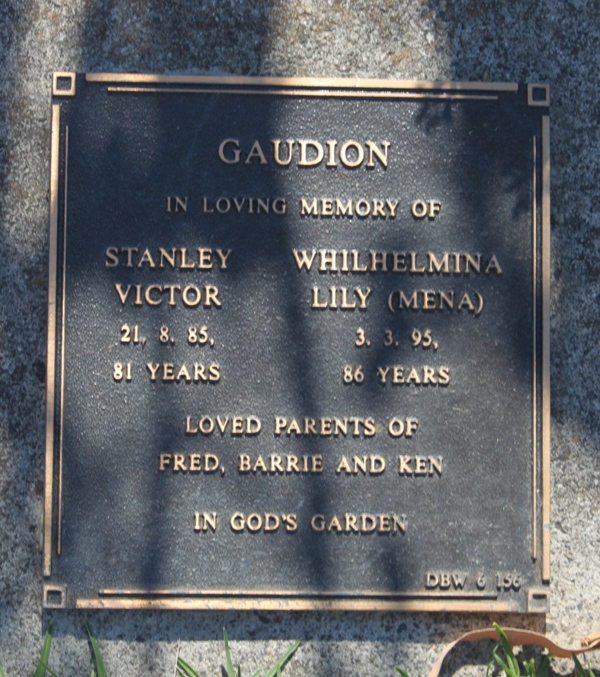 GAUDION
IN LOVING MEMORY OF
STANLEY
VICTOR
21. 8. 85,
81 YEARS
WHILHELMINA
LILY (MENA)
3. 3. 95,
86 YEARS
LOVED PARENTS OF
FRED, BARRIE AND KEN
IN GOD'S GARDEN
DBW 6 156